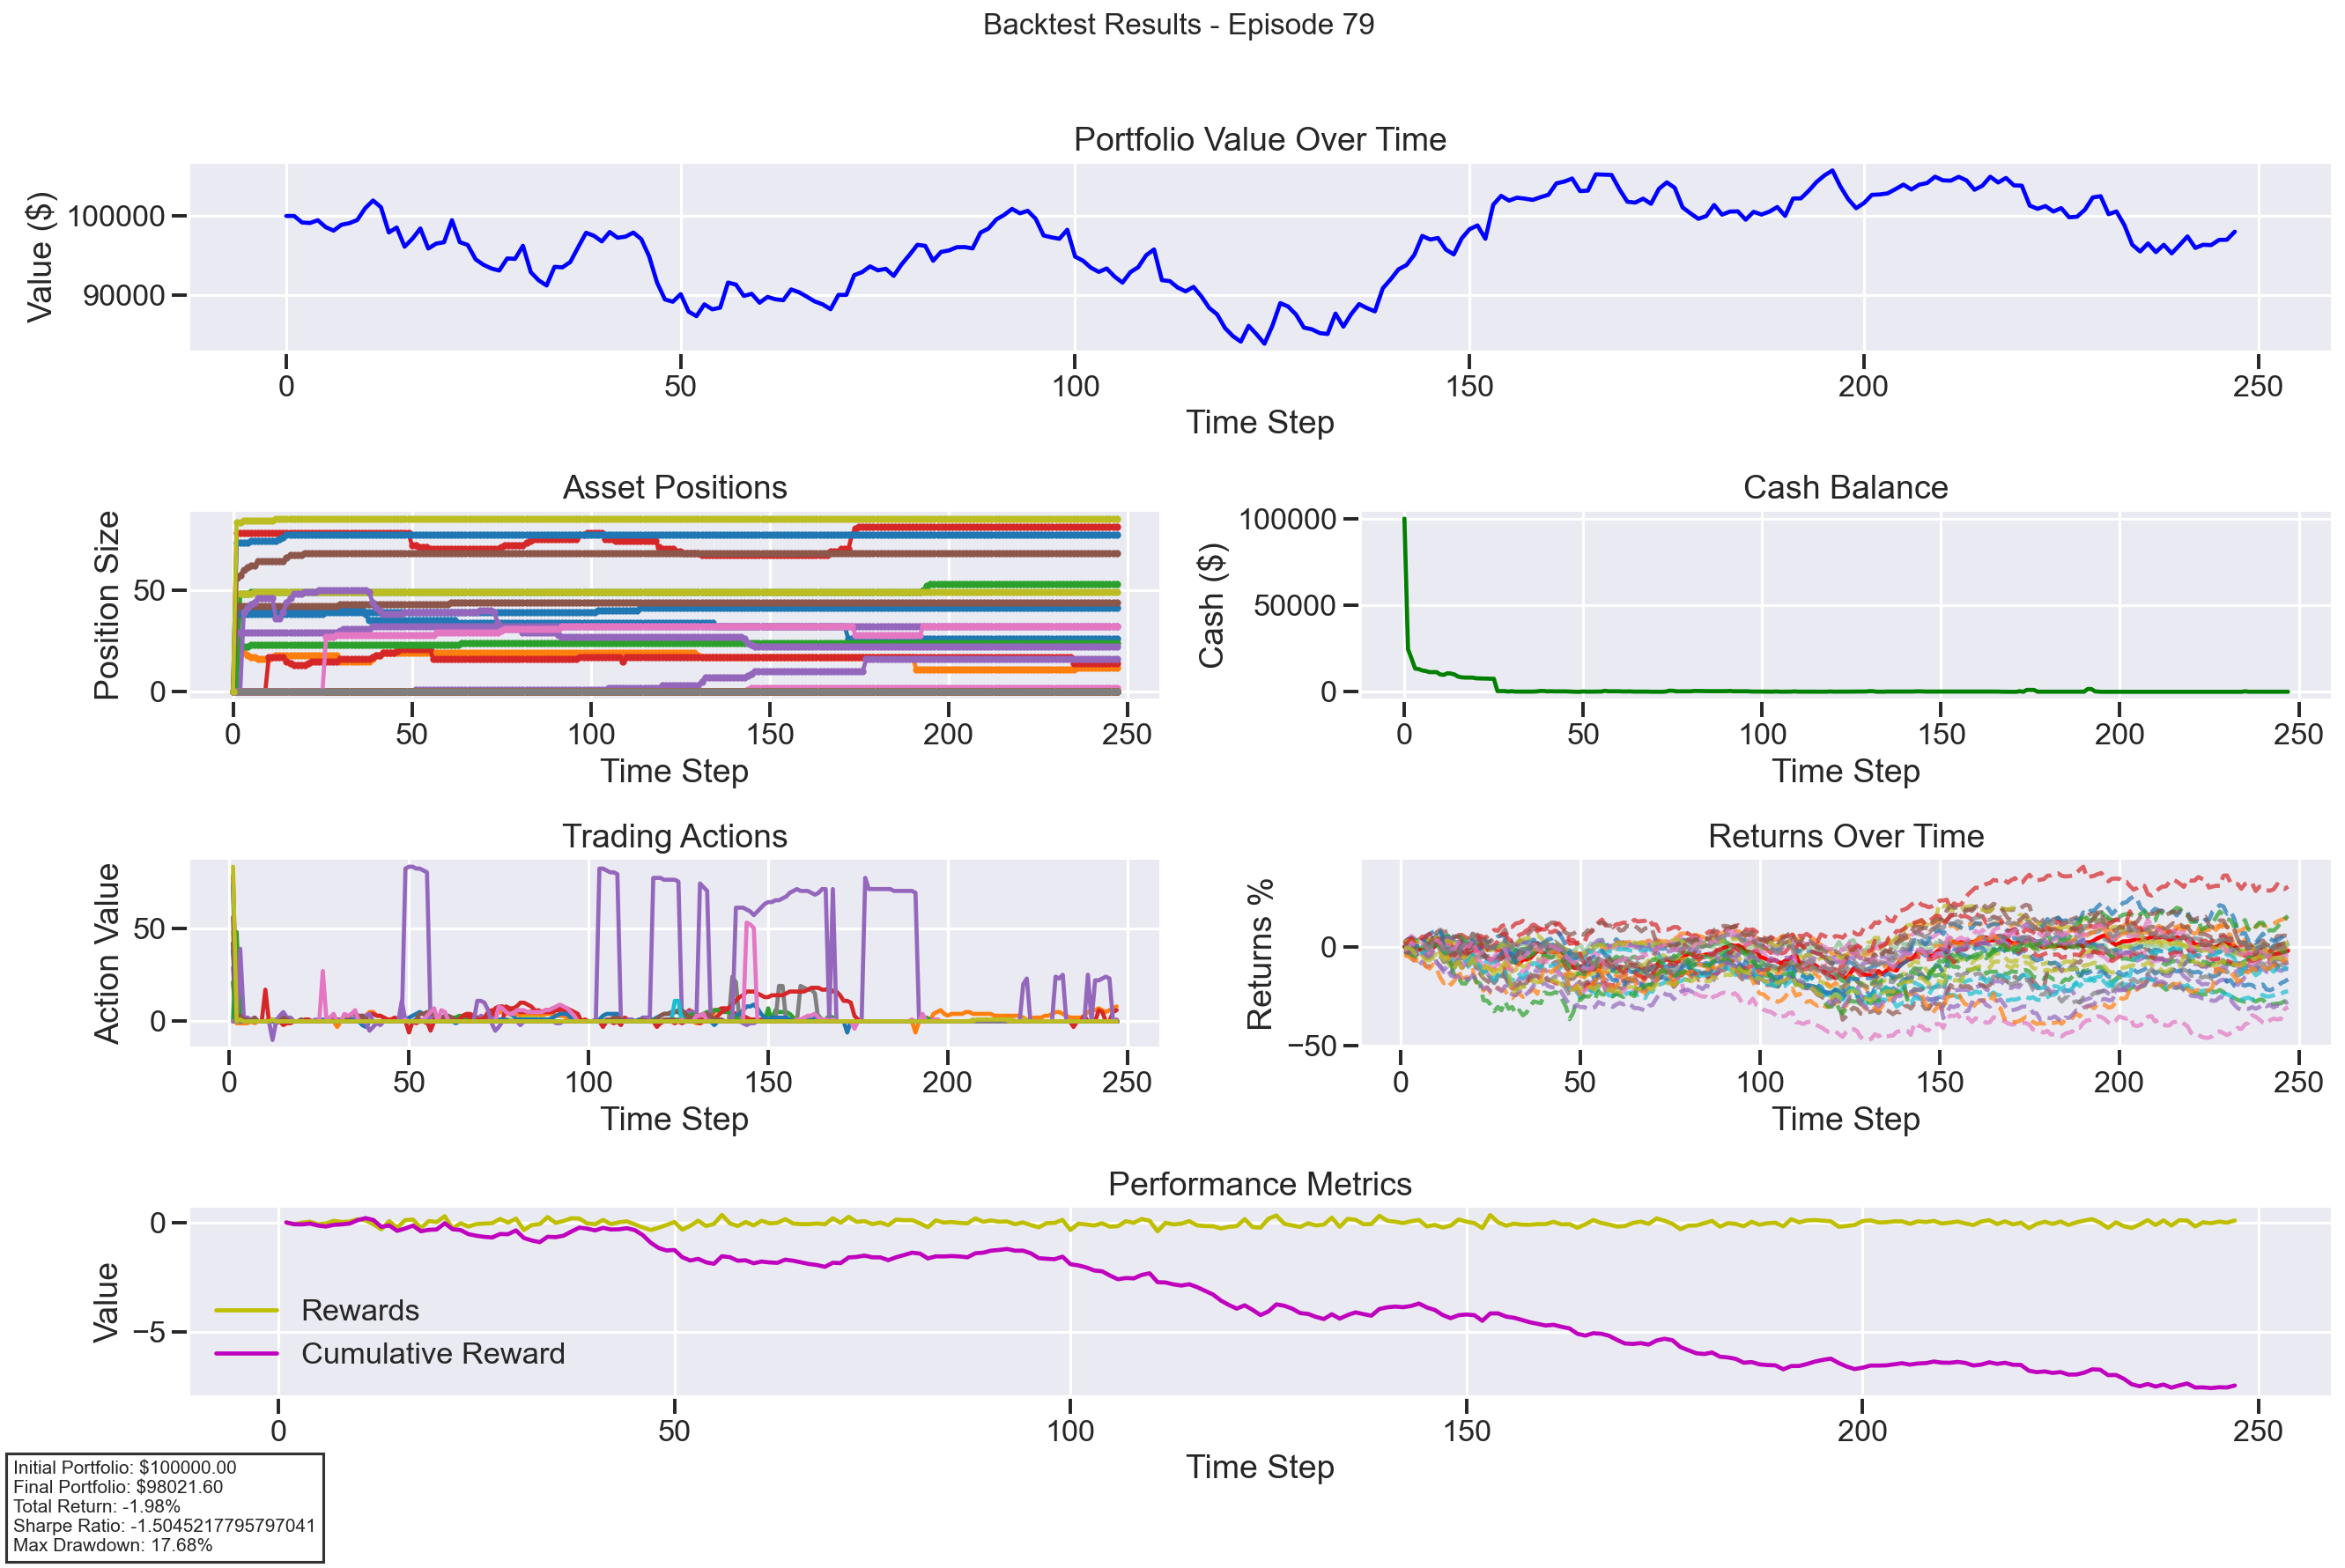 Backtest Results - Episode 79
Portfolio Value Over Time
Value ($)
100000
90000
0 50 100 150 200 250
Time Step
Asset Positions
Position Size
50
0
0 50 100 150 200 250
Time Step
Cash Balance
Cash ($)
100000
50000
0
0 50 100 150 200 250
Time Step
Trading Actions
Action Value
50
0
0 50 100 150 200 250
Time Step
Returns Over Time
Returns %
0
−50
0 50 100 150 200 250
Time Step
Performance Metrics
Value
0
−5
Rewards
Cumulative Reward
0 50 100 150 200 250
Time Step
Initial Portfolio: $100000.00
Final Portfolio: $98021.60
Total Return: -1.98%
Sharpe Ratio: -1.5045217795797041
Max Drawdown: 17.68%